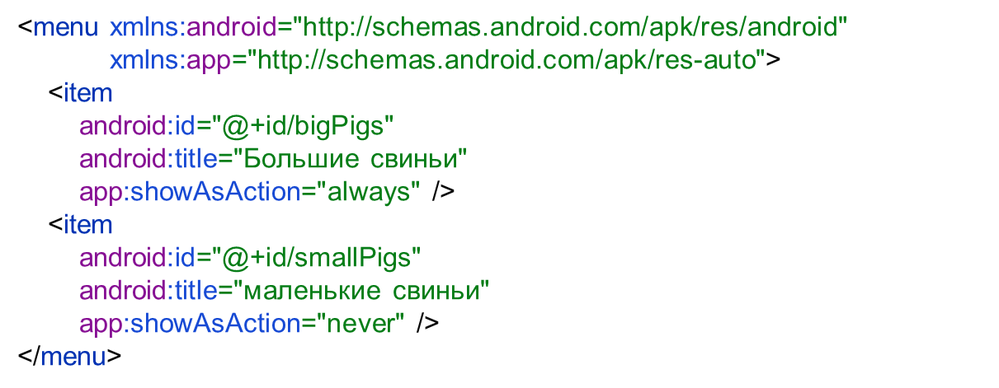 <menu xmlns:android="http://schemas.android.com/apk/res/android"
xmlns:app="http://schemas.android.com/apk/res-auto">
<item
android:id="@+id/bigPigs"
android:title="Большие свиньи"
app:showAsAction="always" />
<item
android:id="@+id/smallPigs"
android:title="маленькие свиньи"
app:showAsAction="never" />
</menu>